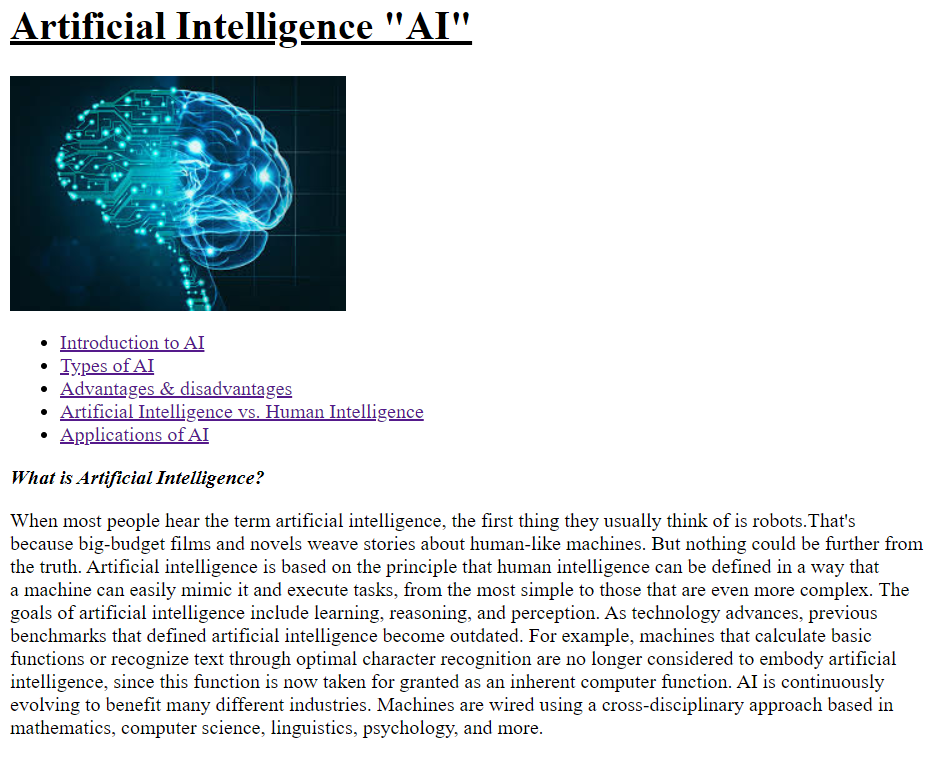 Artificial Intelligence "AI"
Introduction to AI
Types of AI
Advantages & disadvantages
Artificial Intelligence vs. Human Intelligence
Applications of AI
What is Artificial Intelligence?
When most people hear the term artificial intelligence, the first thing they usually think of is robots.That's
because big-budget films and novels weave stories about human-like machines. But nothing could be further from
the truth. Artificial intelligence is based on the principle that human intelligence can be defined in a way that
a machine can easily mimic it and execute tasks, from the most simple to those that are even more complex. The
goals of artificial intelligence include learning, reasoning, and perception. As technology advances, previous
benchmarks that defined artificial intelligence become outdated. For example, machines that calculate basic
functions or recognize text through optimal character recognition are no longer considered to embody artificial
intelligence, since this function is now taken for granted as an inherent computer function. AI is continuously
evolving to benefit many different industries. Machines are wired using a cross-disciplinary approach based in
mathematics, computer science, linguistics, psychology, and more.